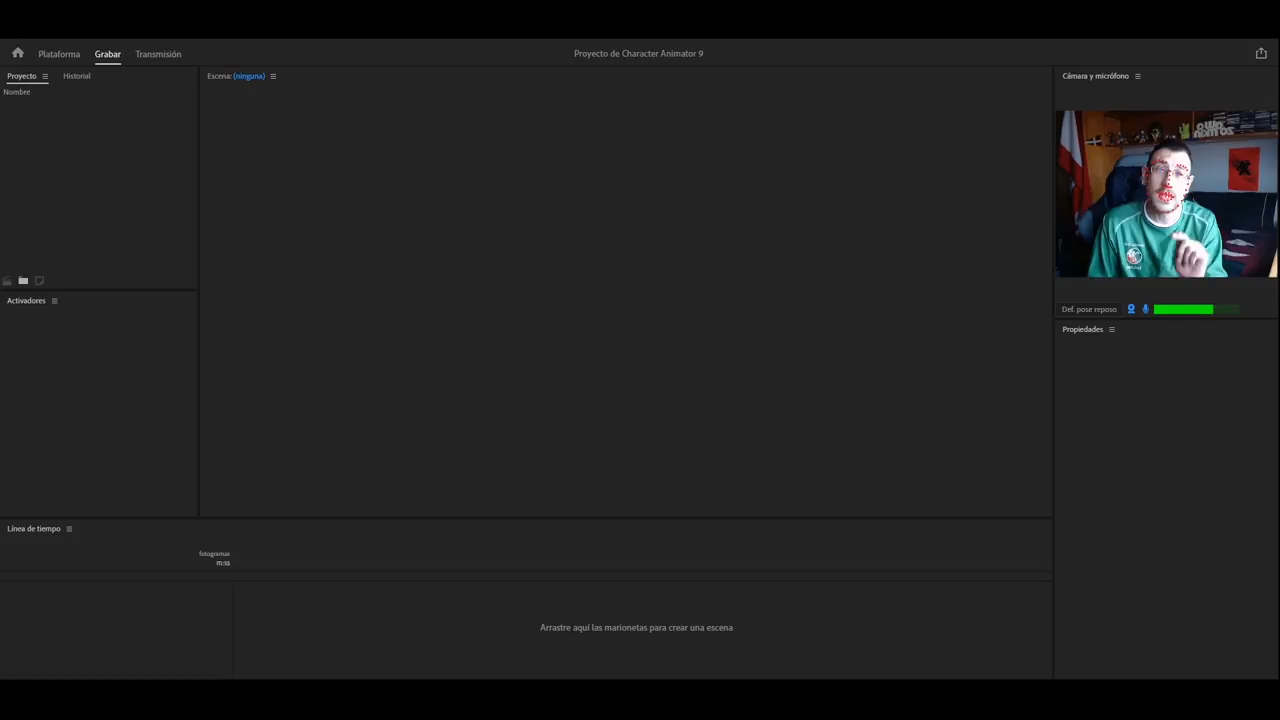 Plataforma Grabar Transmisión
Proyecto de Character Animator 9
Proyecto Historial
Nombre
Escena: (ninguna)
Cámara y micrófono
Def. pose reposo
Activadores
Propiedades
Línea de tiempo
fotogramas
m:ss
Arrastre aquí las marionetas para crear una escena